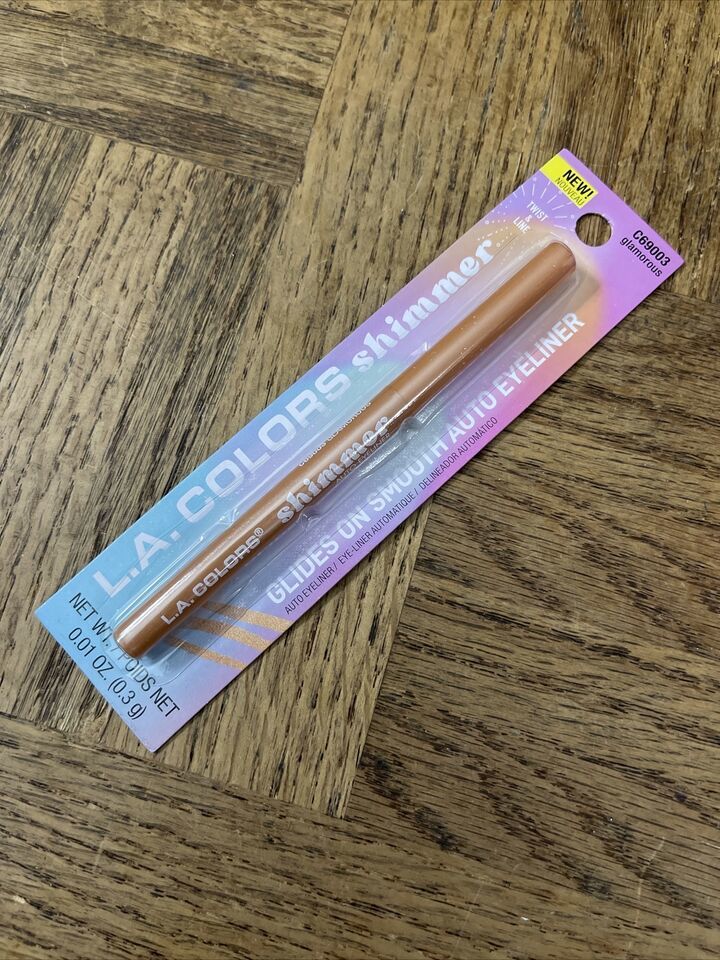 NEW!
NOUVEAU
TWIST
&
LINE
C69003
glamorous
L.A. COLORS shimmer
L.A. COLORS® shimmer
GLIDES ON SMOOTH AUTO EYELINER
AUTO EYELINER / EYE-LINER AUTOMATIQUE / DELINEADOR AUTOMÁTICO
NET WT. / POIDS NET
0.01 OZ. (0.3 g)